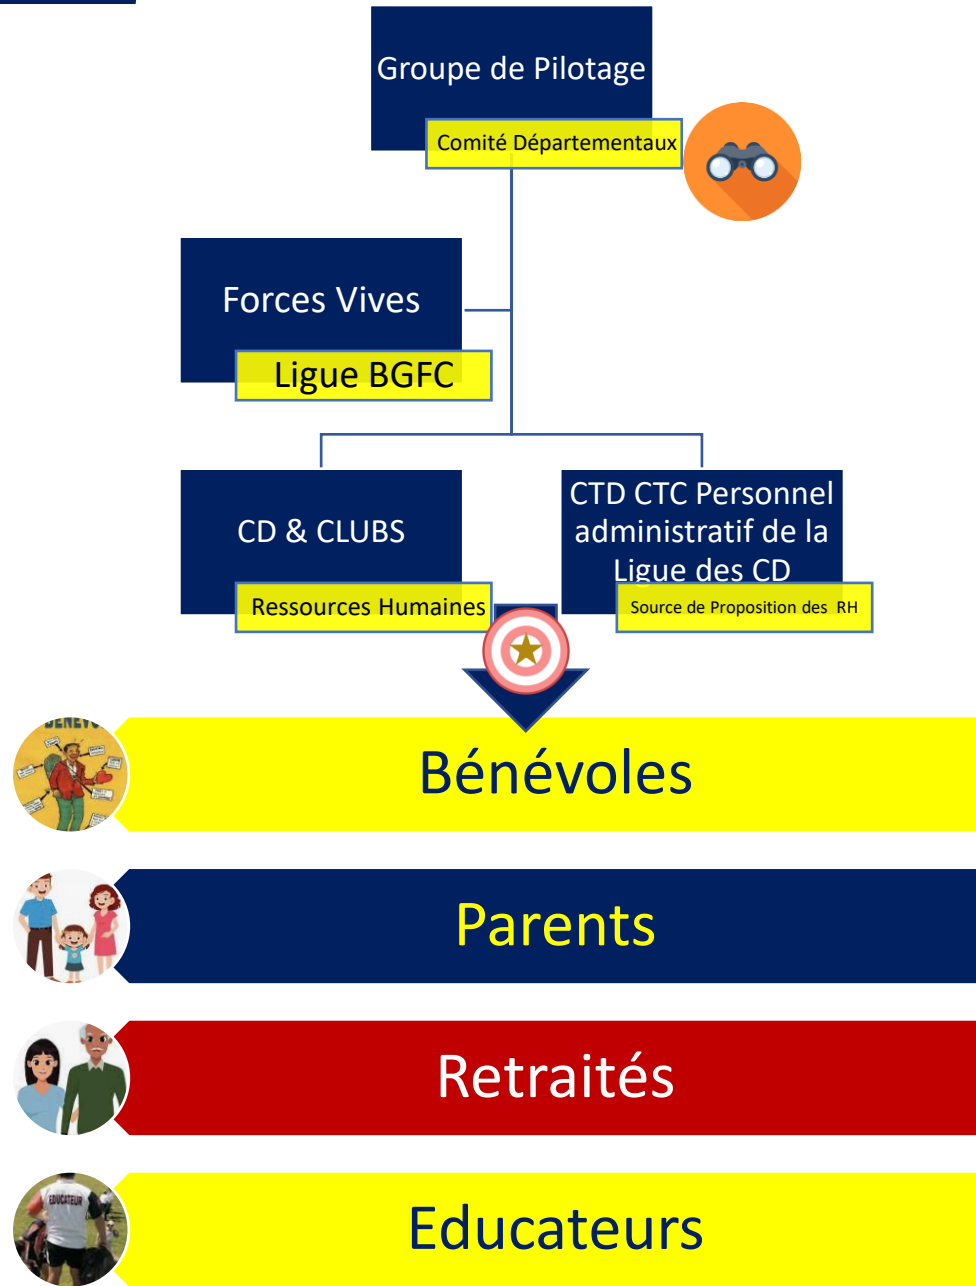 Groupe de Pilotage
Comité Départementaux
Forces Vives
Ligue BGFC
CD & CLUBS
Ressources Humaines
CTD CTC Personnel
administratif de la
Ligue des CD
Source de Proposition des RH
Bénévoles
Parents
Retraités
EDUCATEUR
Educateurs